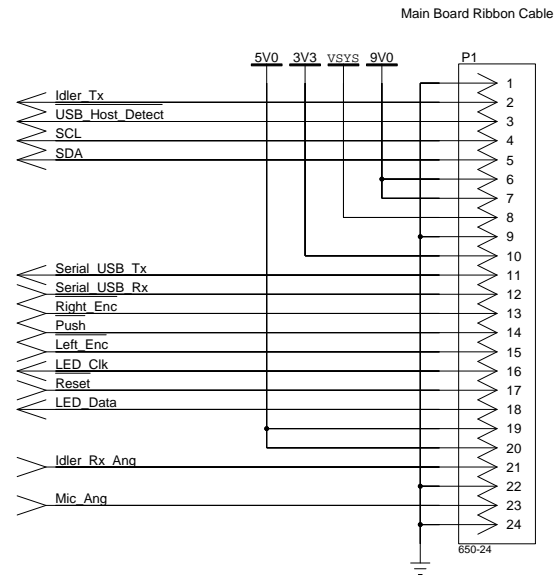 Main Board Ribbon Cable
5V0 3V3 VSYS 9V0 P1
1
Idler_Tx 2
USB_Host_Detect 3
SCL 4
SDA 5
6
7
8
9
10
Serial_USB_Tx 11
Serial_USB_Rx 12
Right_Enc 13
Push 14
Left_Enc 15
LED_Clk 16
Reset 17
LED_Data 18
19
20
Idler_Rx_Ang 21
22
Mic_Ang 23
24
650-24